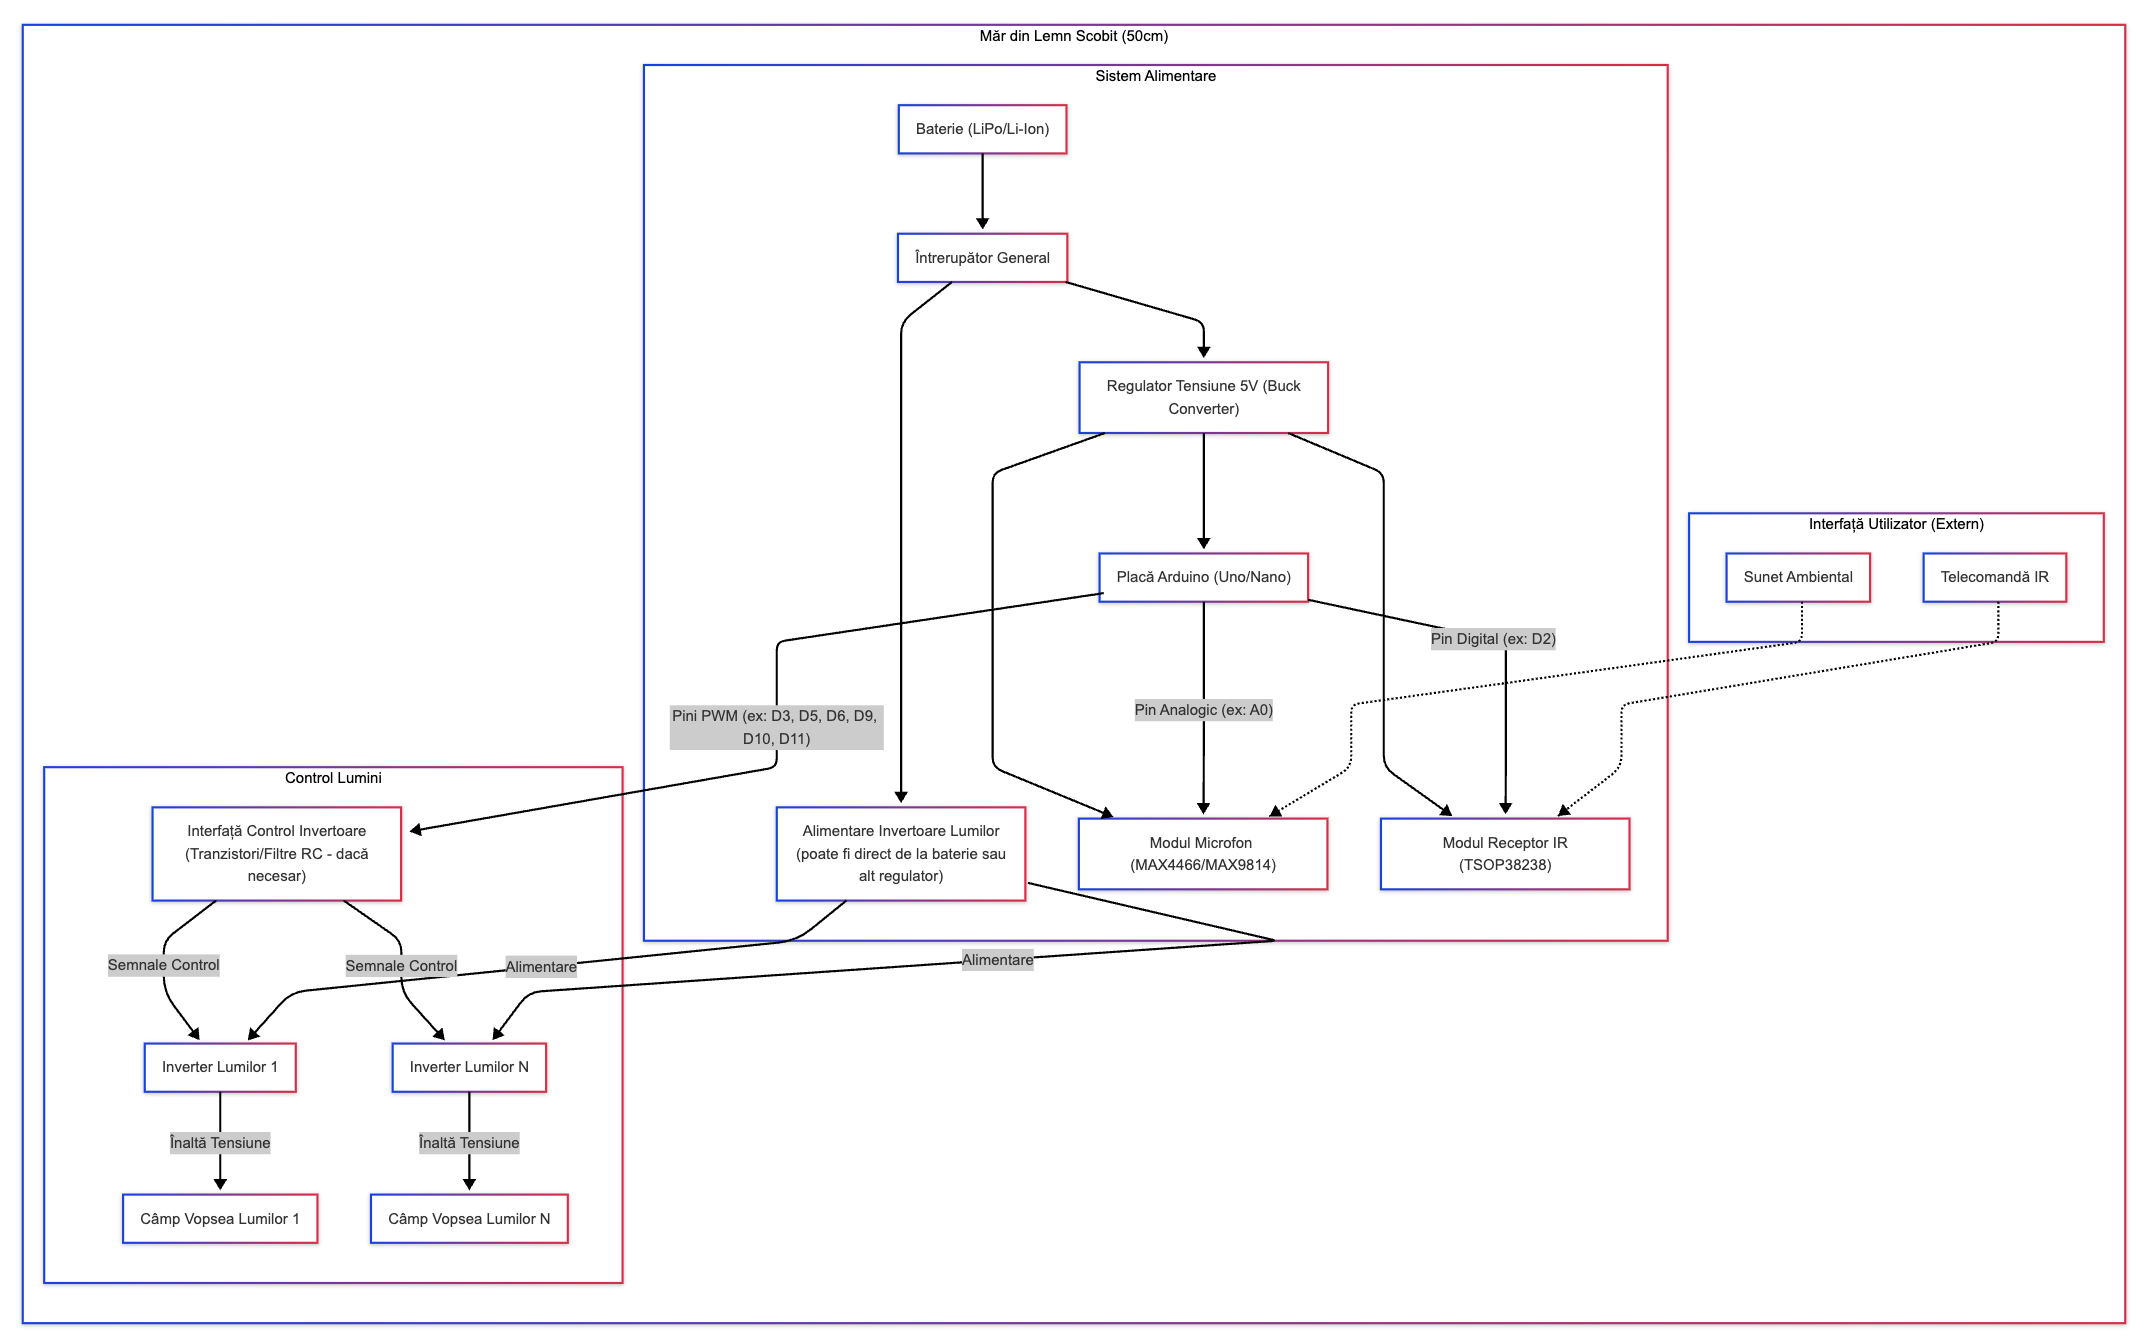 Măr din Lemn Scobit (50cm)
Sistem Alimentare
Baterie (LiPo/Li-Ion)
Întrerupător General
Regulator Tensiune 5V (Buck
Converter)
Interfață Utilizator (Extern)
Sunet Ambiental
Telecomandă IR
Placă Arduino (Uno/Nano)
Pin Digital (ex: D2)
Pin Analogic (ex: A0)
Pini PWM (ex: D3, D5, D6, D9,
D10, D11)
Control Lumini
Interfață Control Invertoare
(Tranzistori/Filtre RC - dacă
necesar)
Alimentare Invertoare Lumilor
(poate fi direct de la baterie sau
alt regulator)
Modul Microfon
(MAX4466/MAX9814)
Modul Receptor IR
(TSOP38238)
Semnale Control
Semnale Control
Alimentare
Alimentare
Inverter Lumilor 1
Inverter Lumilor N
Înaltă Tensiune
Înaltă Tensiune
Câmp Vopsea Lumilor 1
Câmp Vopsea Lumilor N